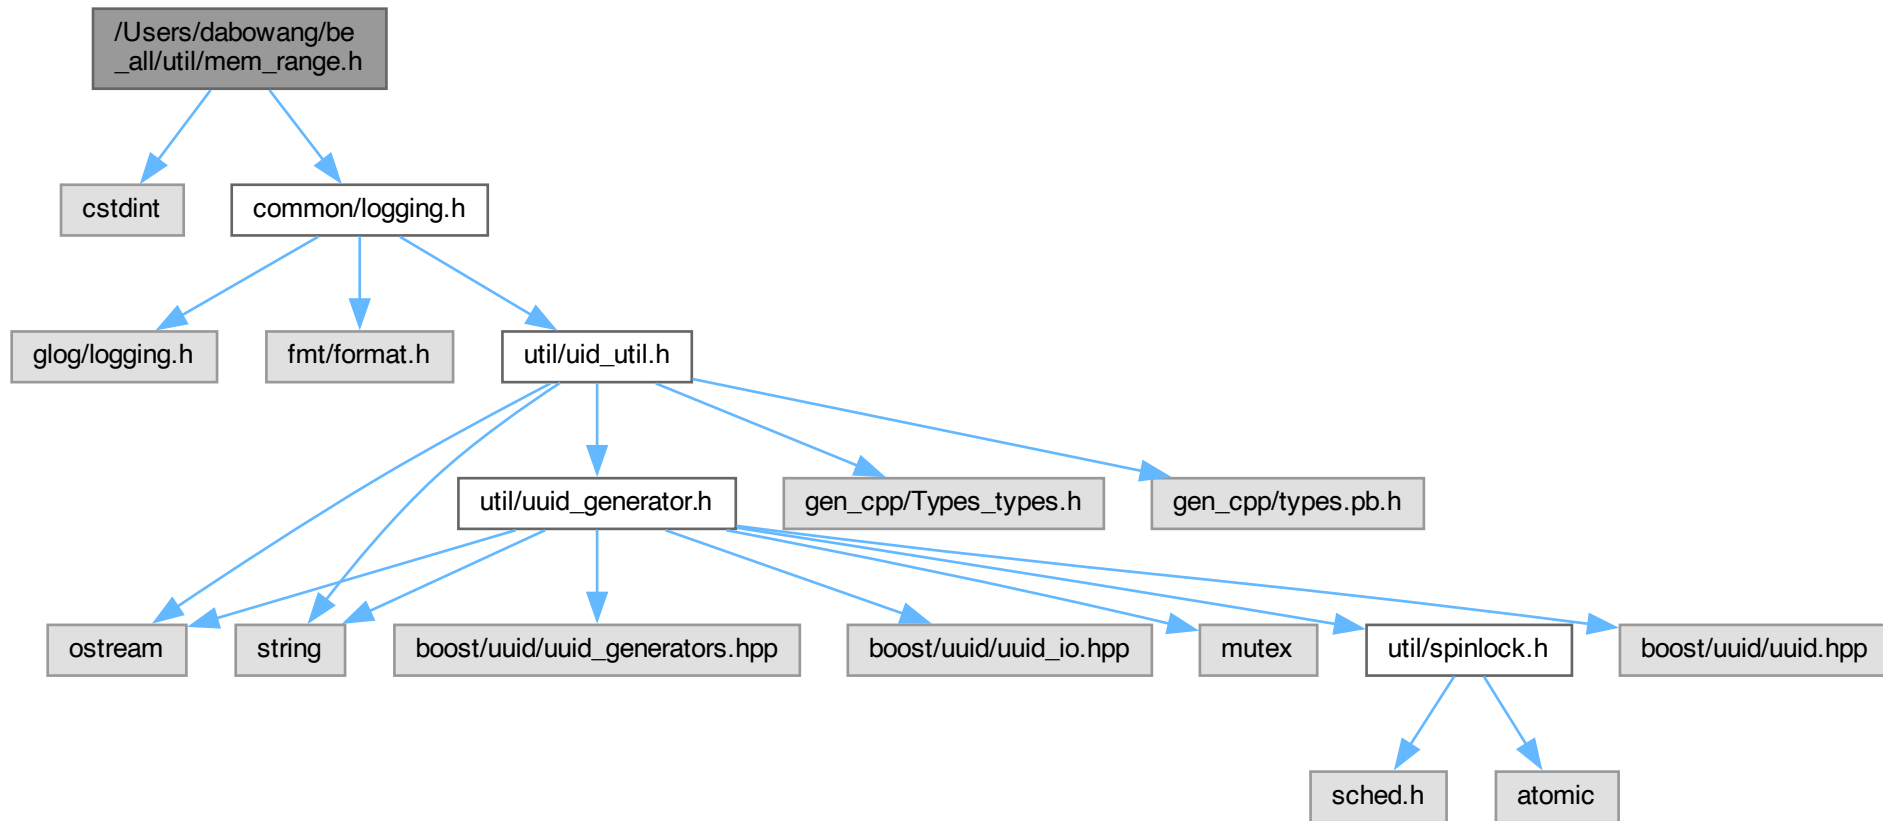 /Users/dabowang/be
_all/util/mem_range.h
cstdint
common/logging.h
glog/logging.h
fmt/format.h
util/uid_util.h
util/uuid_generator.h
gen_cpp/Types_types.h
gen_cpp/types.pb.h
ostream
string
boost/uuid/uuid_generators.hpp
boost/uuid/uuid_io.hpp
mutex
util/spinlock.h
boost/uuid/uuid.hpp
sched.h
atomic